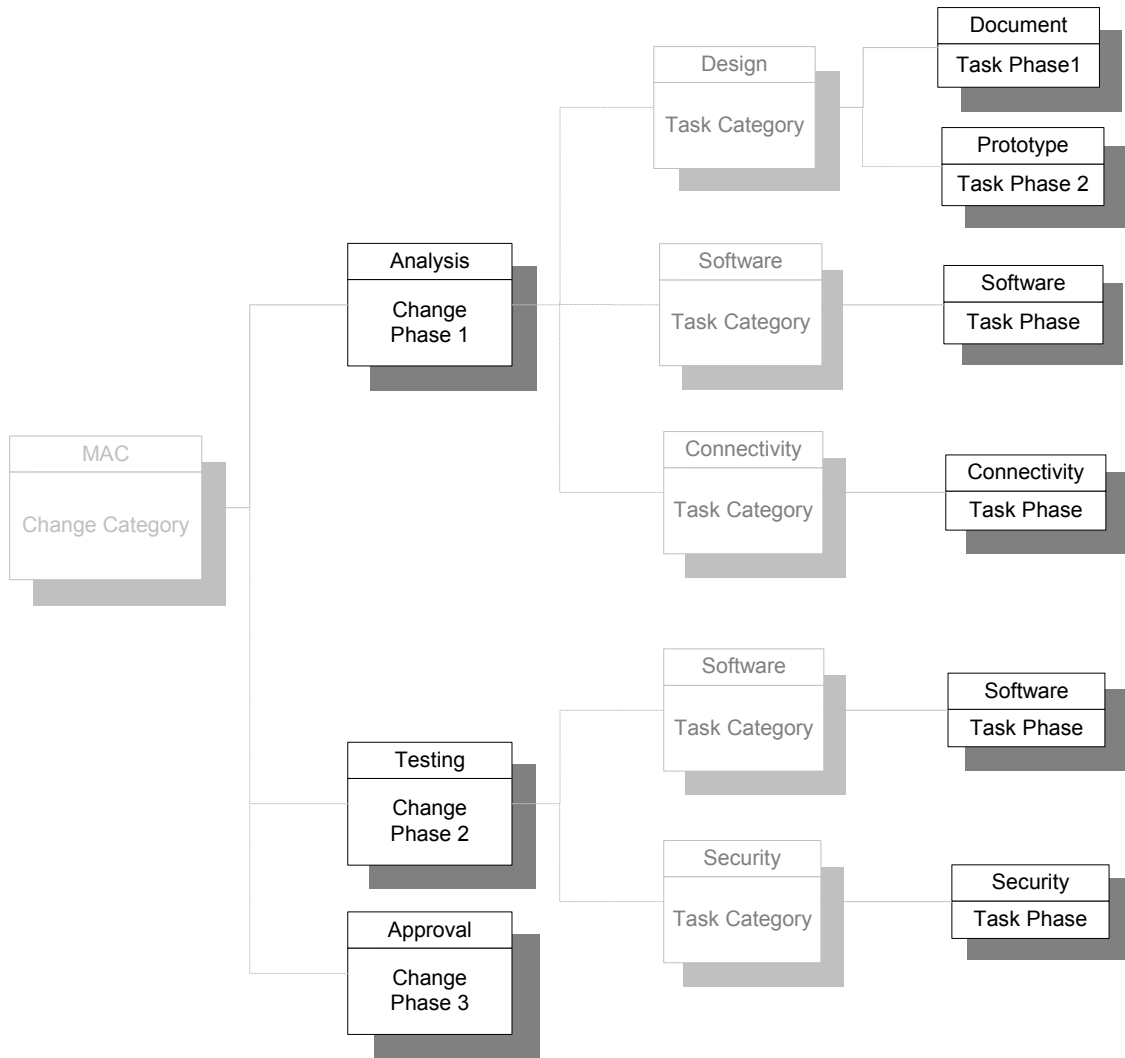 Document
Task Phase1
Design
Task Category
Prototype
Task Phase 2
Analysis
Change
Phase 1
Software
Task Category
Software
Task Phase
MAC
Change Category
Connectivity
Task Category
Connectivity
Task Phase
Testing
Change
Phase 2
Software
Task Category
Software
Task Phase
Security
Task Category
Security
Task Phase
Approval
Change
Phase 3